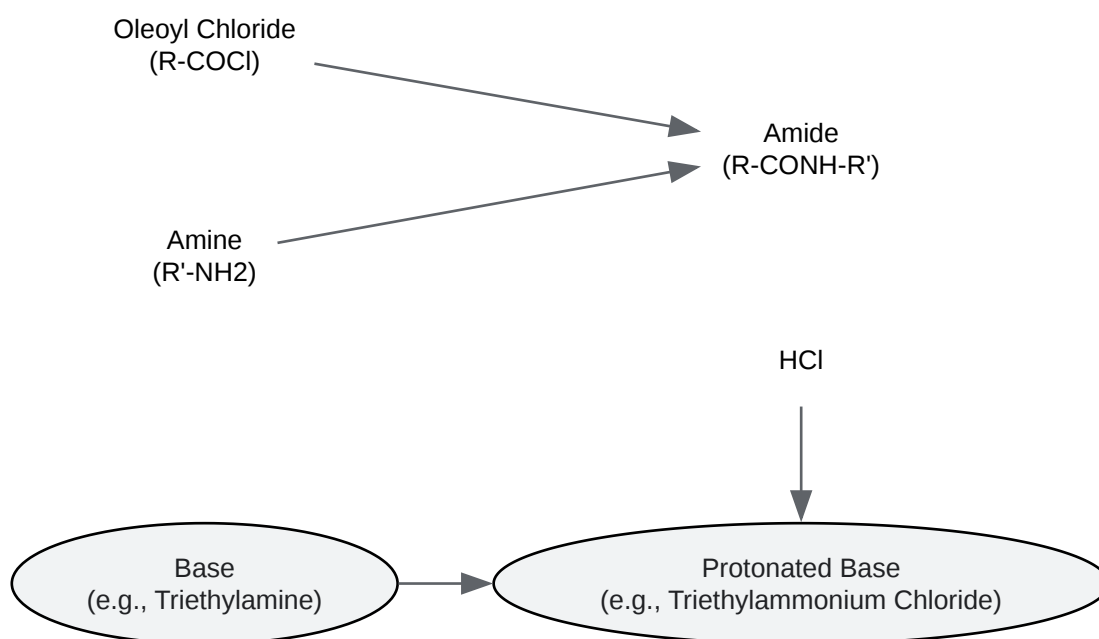 Oleoyl Chloride
(R-COCl)
Amide
(R-CONH-R')
Amine
(R'-NH2)
HCl
Base
(e.g., Triethylamine)
Protonated Base
(e.g., Triethylammonium Chloride)